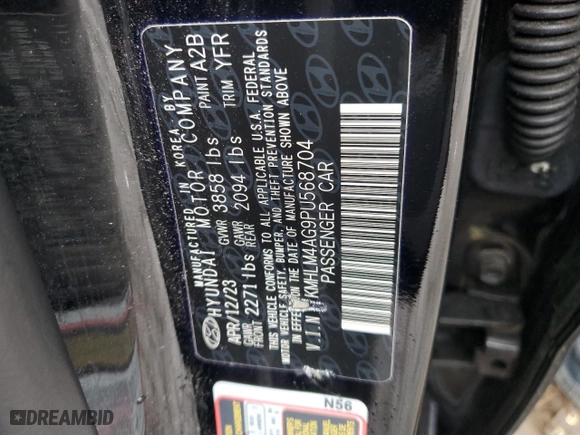 MANUFACTURED IN KOREA BY
HYUNDAI MOTOR COMPANY
APR/12/23 GVWR 3858 lbs PAINT A2B
GAWR FRONT 2271 lbs GAWR REAR 2094 lbs TRIM YFR
THIS VEHICLE CONFORMS TO ALL APPLICABLE U.S.A. FEDERAL
MOTOR VEHICLE SAFETY, BUMPER, AND THEFT PREVENTION STANDARDS
IN EFFECT ON THE DATE OF MANUFACTURE SHOWN ABOVE
V.I.N: KMHLM4AG9PU568704
PASSENGER CAR
N56
DREAMBID